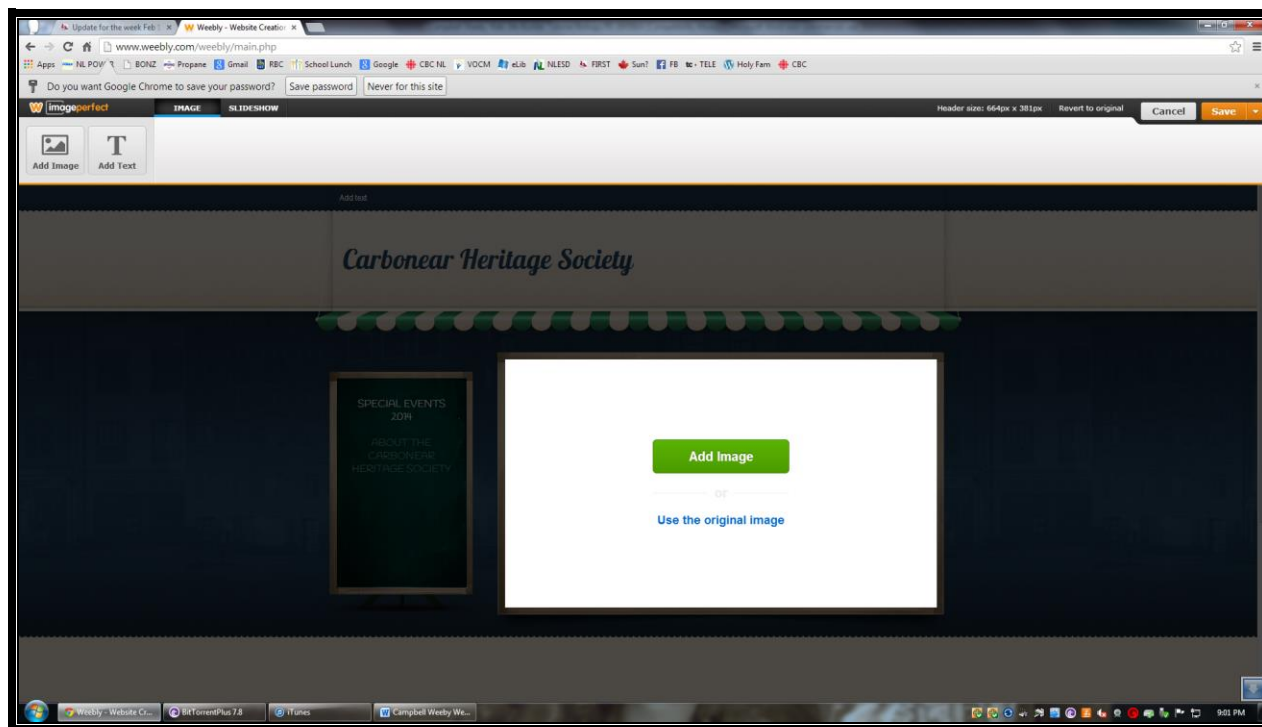 Update for the week Feb
Weebly - Website Creatio
www.weebly.com/weebly/main.php
Apps NL POW BONZ Propane Gmail RBC School Lunch Google CBC NL VOCM eLib NLESD FIRST Sun? FB TELE Holy Fam CBC
Do you want Google Chrome to save your password? Save password Never for this site
imageperfect IMAGE SLIDESHOW Header size: 664px x 381px Revert to original Cancel Save
Add Image Add Text
Add text
Carbonear Heritage Society
SPECIAL EVENTS
2014
ABOUT THE
CARBONEAR
HERITAGE SOCIETY
Add Image
or
Use the original image
Weebly - Website Cr... BitTorrentPlus 7.8 iTunes Campbell Weeby We... 9:01 PM